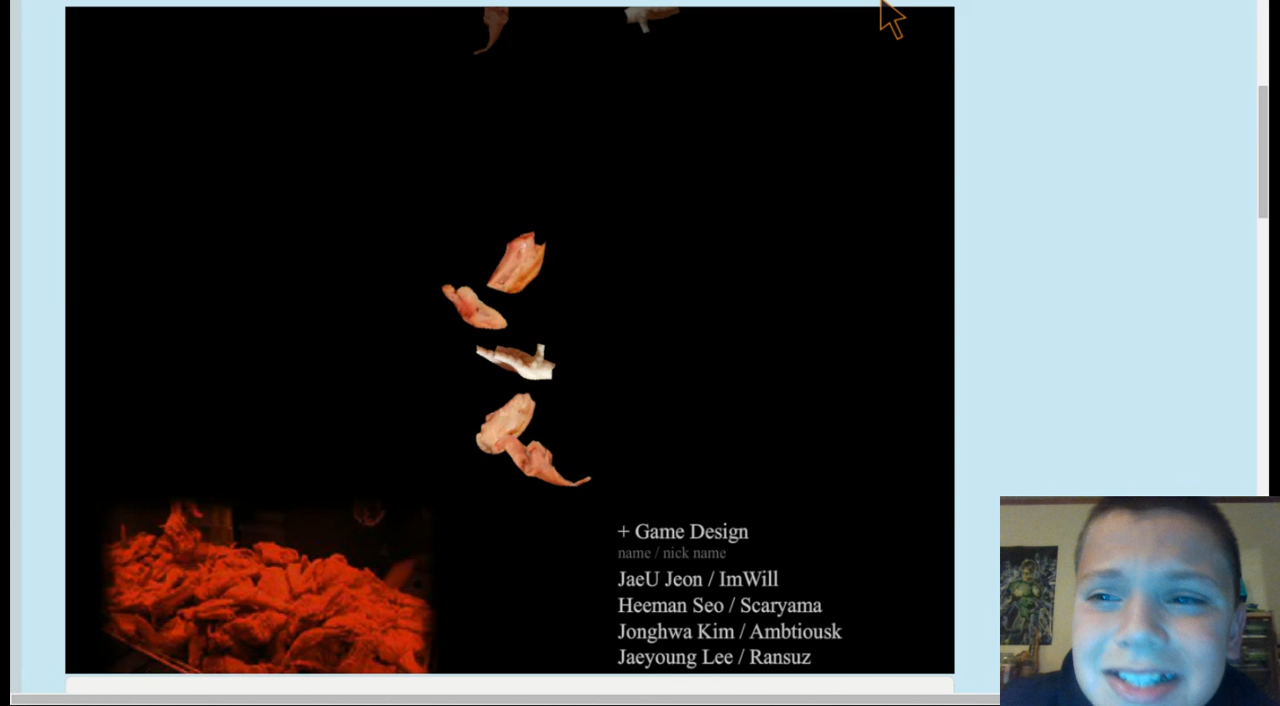 + Game Design
name / nick name
JaeU Jeon / ImWill
Heeman Seo / Scaryama
Jonghwa Kim / Ambtiousk
Jaeyoung Lee / Ransuz